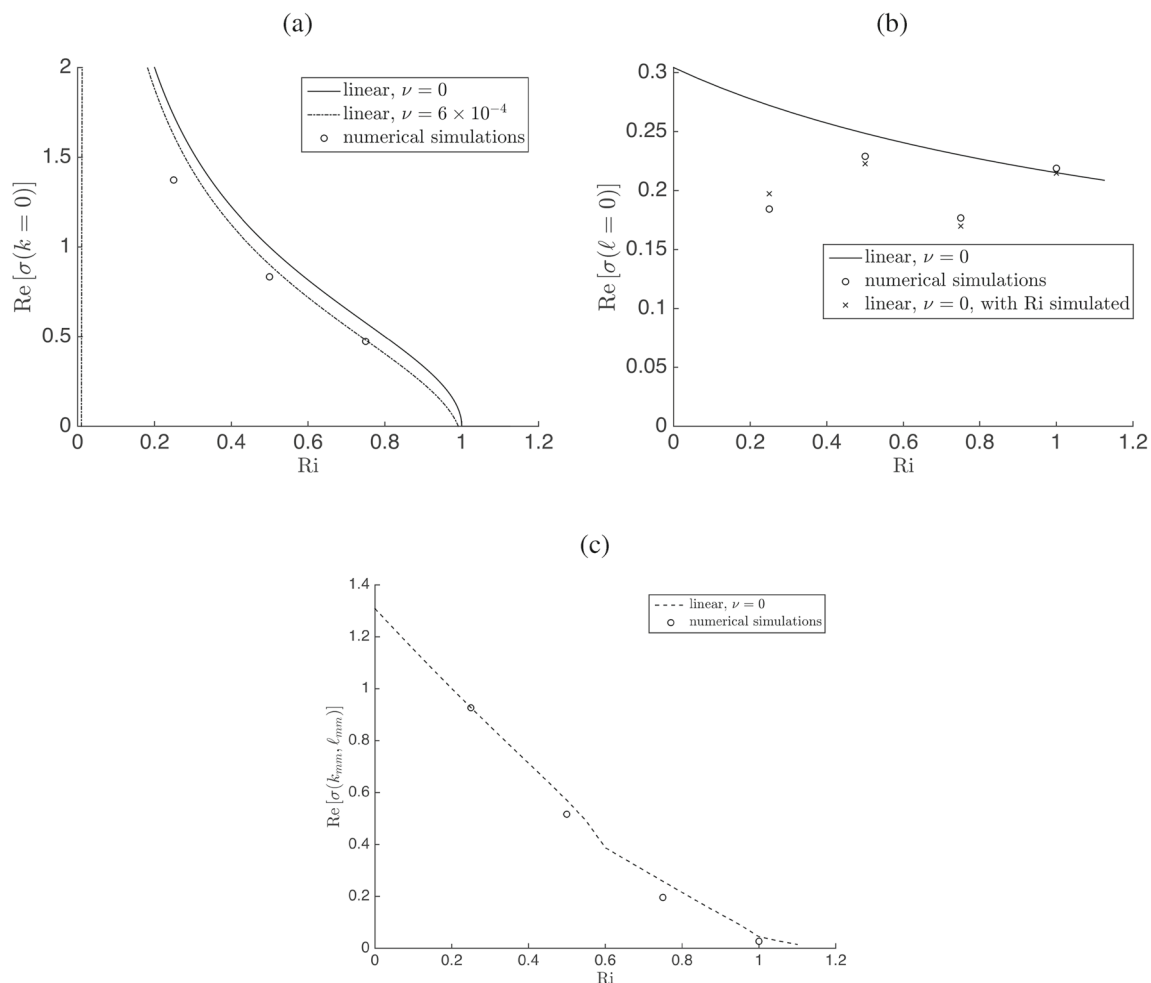 (a)
2
1.5
1
0.5
0
0.2
0.4
0.6
0.8
1
1.2
Re [σ(k = 0)]
Ri
linear, ν = 0
linear, ν = 6 × 10⁻⁴
numerical simulations
(b)
0.3
0.25
0.2
0.15
0.1
0.05
0
0
0.2
0.4
0.6
0.8
1
1.2
Re [σ(ℓ = 0)]
Ri
linear, ν = 0
numerical simulations
linear, ν = 0, with Ri simulated
(c)
1.4
1.2
1
0.8
0.6
0.4
0.2
0
0
0.2
0.4
0.6
0.8
1
1.2
Re [σ(kₘₘ, ℓₘₘ)]
Ri
linear, ν = 0
numerical simulations